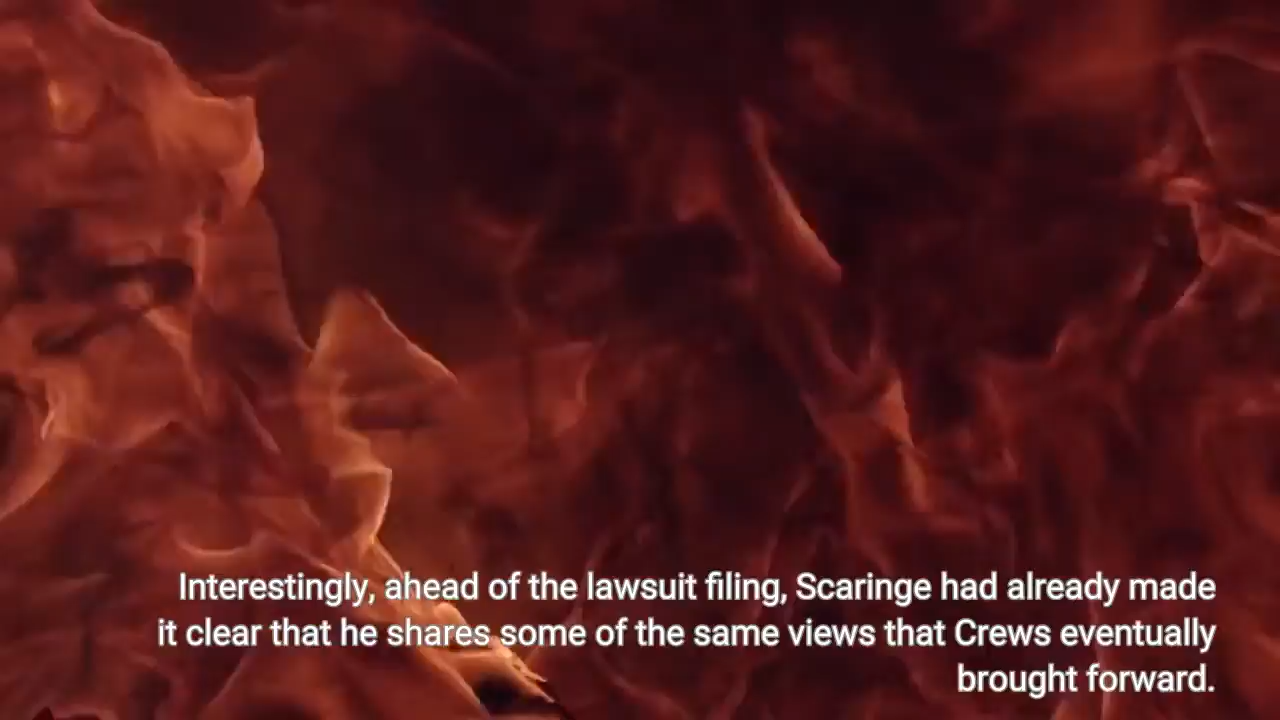 Interestingly, ahead of the lawsuit filing, Scaringe had already made
it clear that he shares some of the same views that Crews eventually
brought forward.